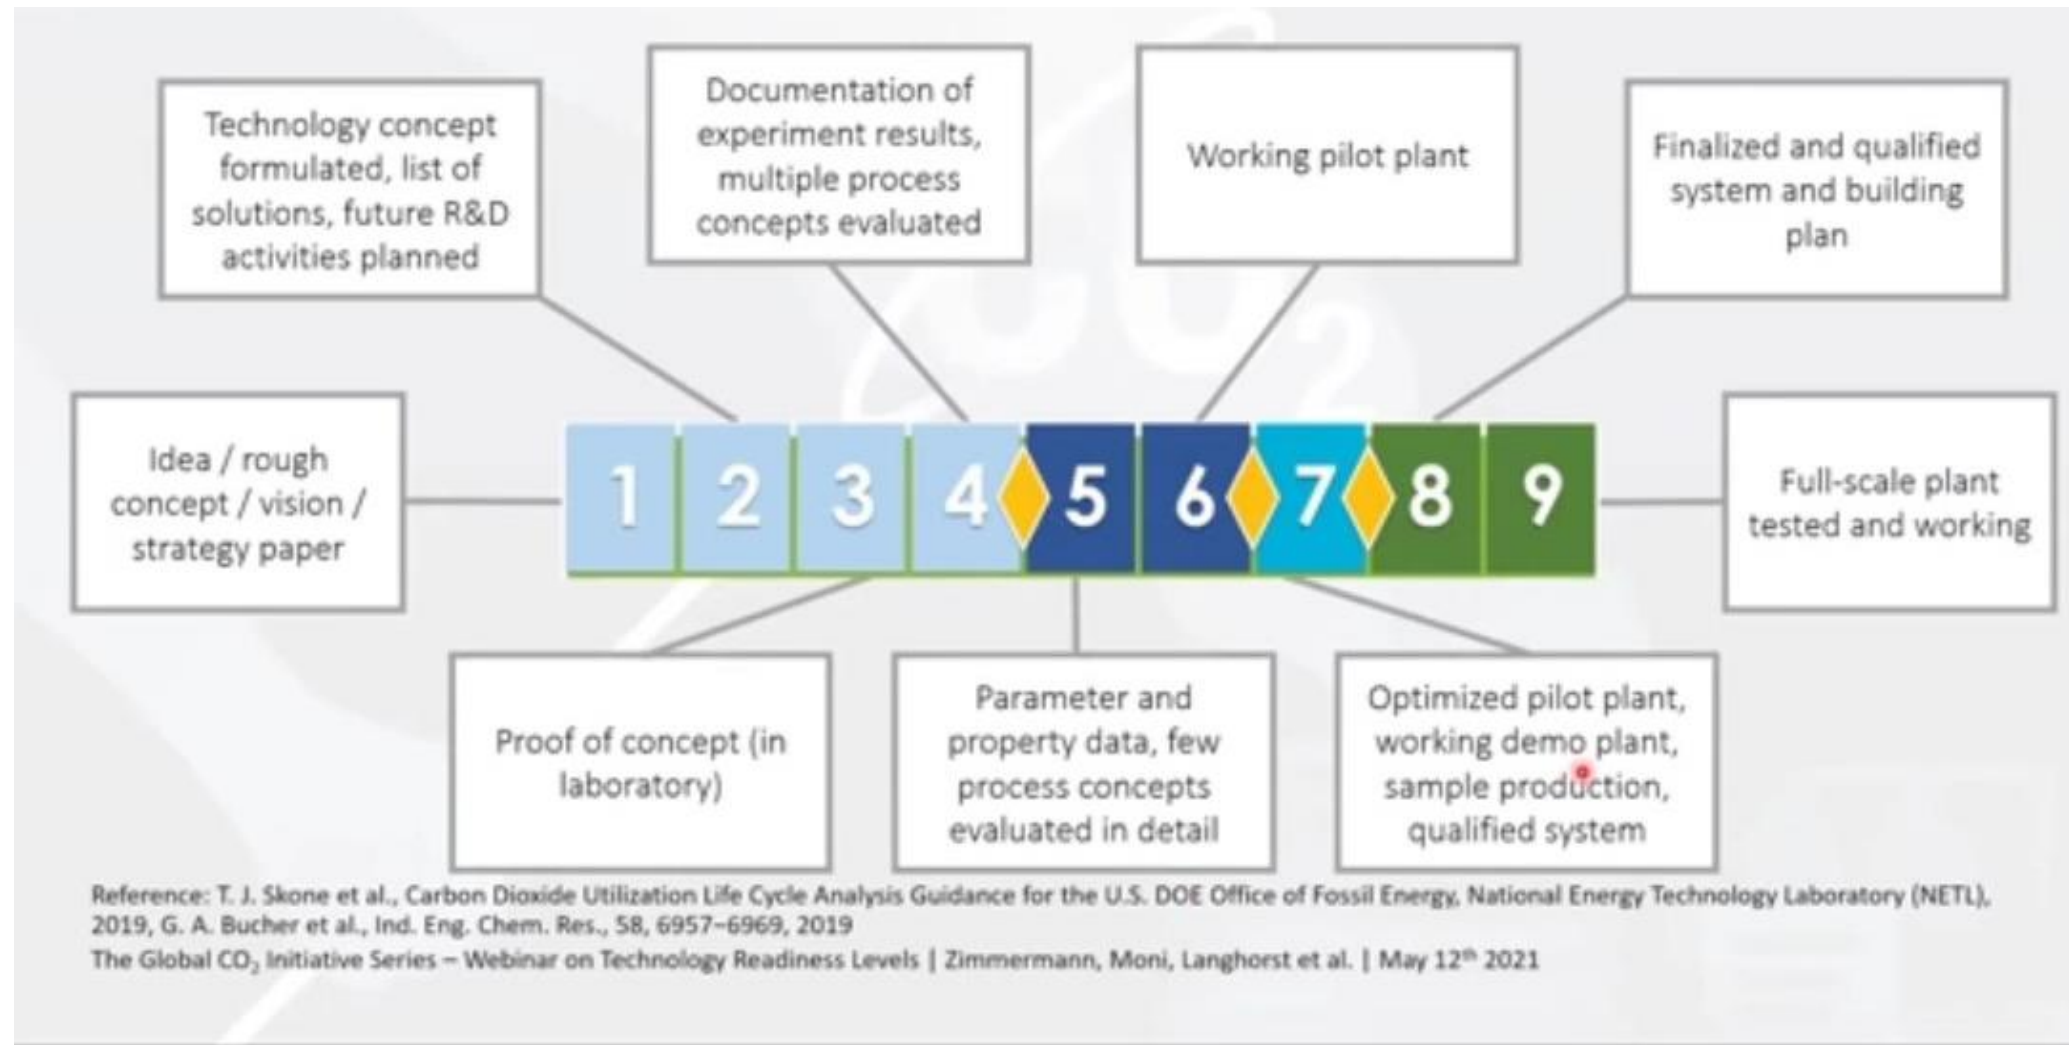 Technology concept
formulated, list of
solutions, future R&D
activities planned
Documentation of
experiment results,
multiple process
concepts evaluated
Working pilot plant
Finalized and qualified
system and building
plan
Idea / rough
concept / vision /
strategy paper
1 2 3 4 5 6 7 8 9
Full-scale plant
tested and working
Proof of concept (in
laboratory)
Parameter and
property data, few
process concepts
evaluated in detail
Optimized pilot plant,
working demo plant,
sample production,
qualified system
CO2
Reference: T. J. Skone et al., Carbon Dioxide Utilization Life Cycle Analysis Guidance for the U.S. DOE Office of Fossil Energy, National Energy Technology Laboratory (NETL),
2019, G. A. Bucher et al., Ind. Eng. Chem. Res., 58, 6957–6969, 2019
The Global CO₂ Initiative Series – Webinar on Technology Readiness Levels | Zimmermann, Moni, Langhorst et al. | May 12th 2021